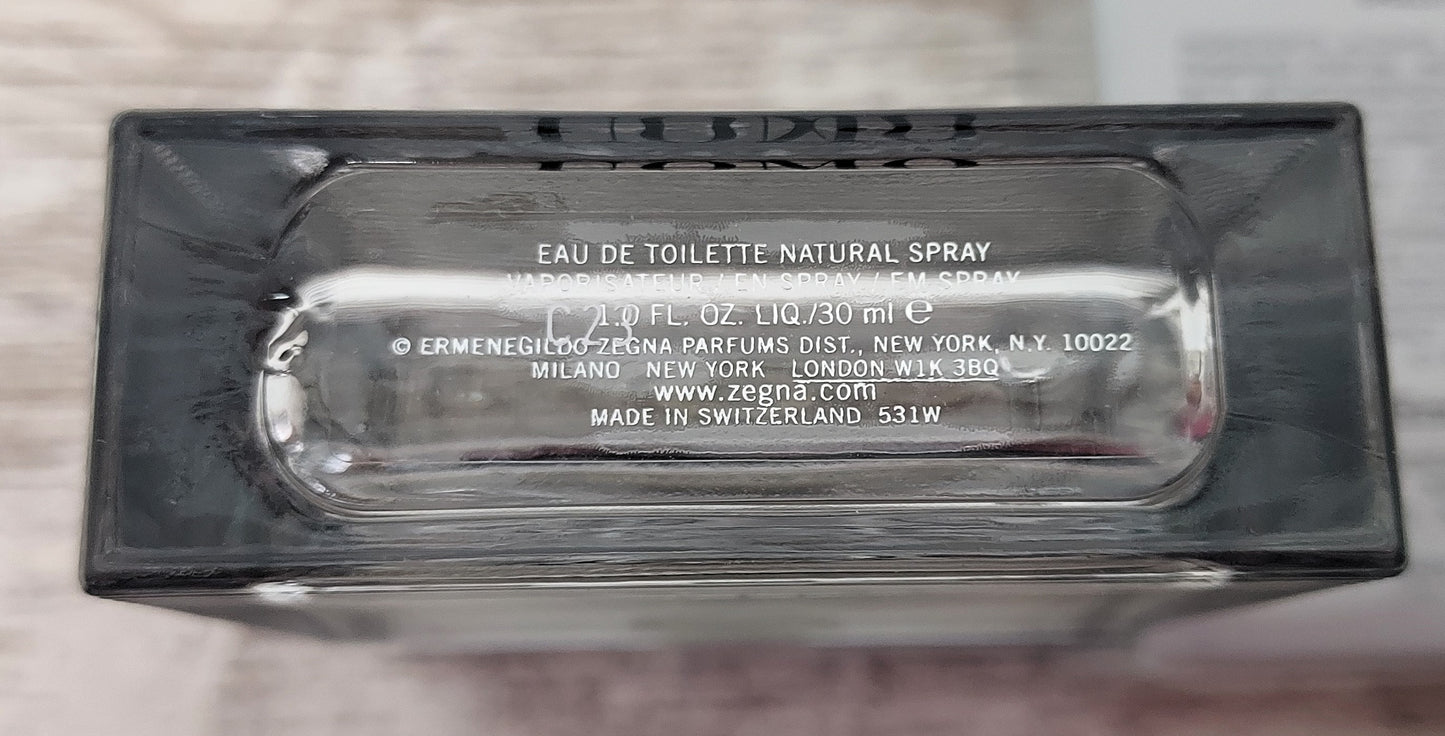 EAU DE TOILETTE NATURAL SPRAY
VAPORISATEUR / EN SPRAY / EM SPRAY
1.0 FL. OZ. LIQ./30 ml e
C23
© ERMENEGILDO ZEGNA PARFUMS DIST., NEW YORK, N.Y. 10022
MILANO NEW YORK LONDON W1K 3BQ
www.zegna.com
MADE IN SWITZERLAND 531W